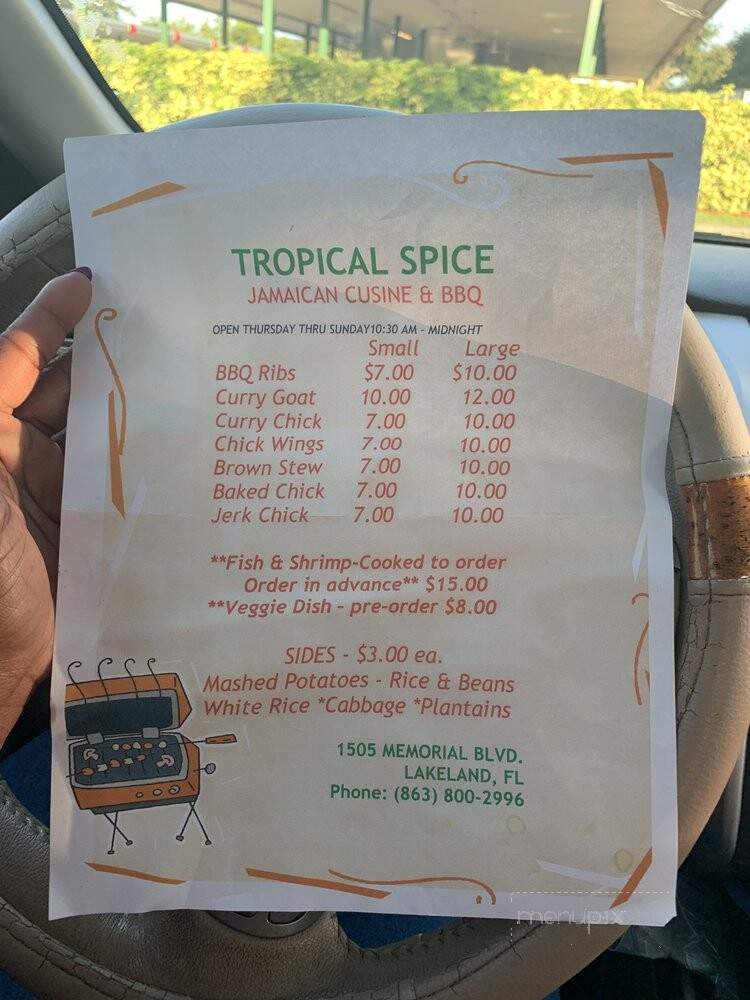 TROPICAL SPICE
JAMAICAN CUSINE & BBQ
OPEN THURSDAY THRU SUNDAY10:30 AM - MIDNIGHT
Small Large
BBQ Ribs $7.00 $10.00
Curry Goat 10.00 12.00
Curry Chick 7.00 10.00
Chick Wings 7.00 10.00
Brown Stew 7.00 10.00
Baked Chick 7.00 10.00
Jerk Chick 7.00 10.00
**Fish & Shrimp-Cooked to order
Order in advance** $15.00
**Veggie Dish - pre-order $8.00
SIDES - $3.00 ea.
Mashed Potatoes - Rice & Beans
White Rice *Cabbage *Plantains
1505 MEMORIAL BLVD.
LAKELAND, FL
Phone: (863) 800-2996
menupix